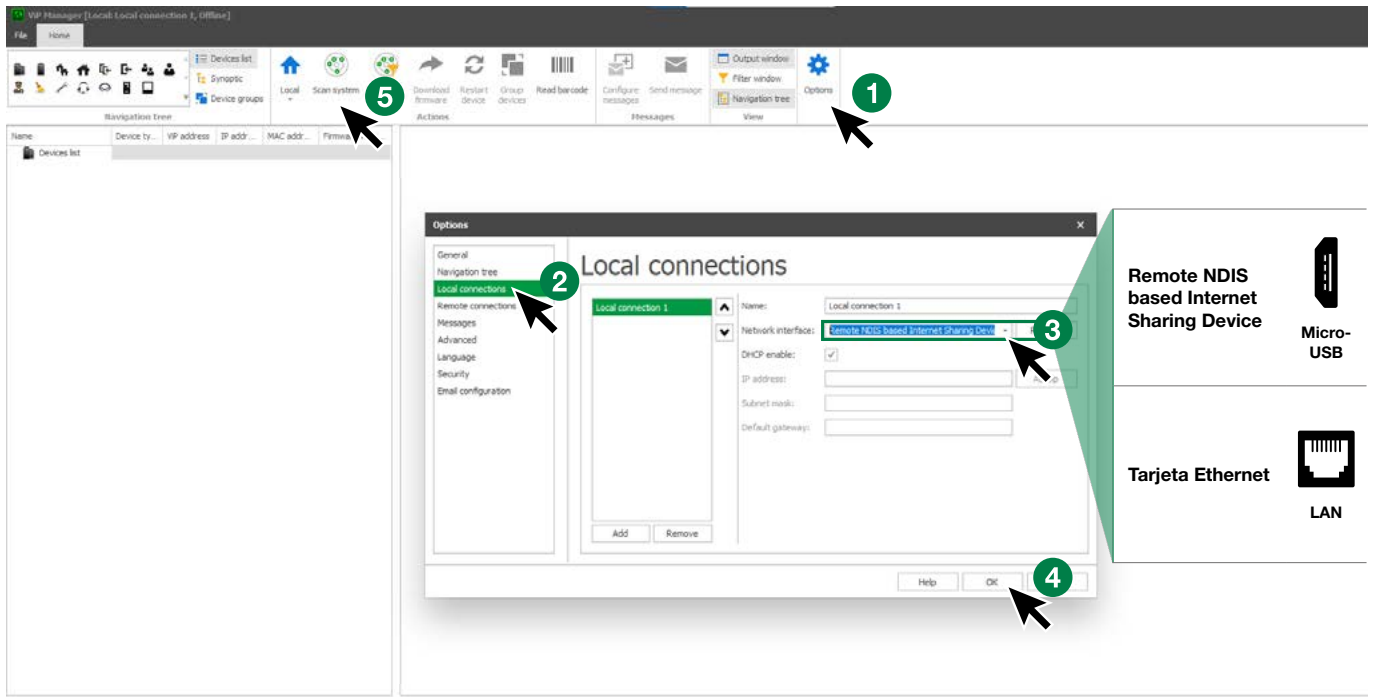 ViP Manager [Local: Local connection 1, Offline]
File Home
Devices list
Synoptic
Device groups
Navigation tree
Local
Scan system
5
Download firmware
Restart device
Group devices
Read barcode
Actions
Configure messages
Send message
Messages
Output window
Filter window
Navigation tree
View
Options
1
Name Device ty... ViP address IP addr... MAC addr...
Devices list
Options
×
General
Navigation tree
Local connections
Remote connections
Messages
Advanced
Language
Security
Email configuration
2
Local connections
Local connection 1
Add Remove
Name: Local connection 1
Network interface: Remote NDIS based Internet Sharing Devi
3
DHCP enable:
IP address:
Subnet mask:
Default gateway:
Help OK
4
Remote NDIS
based Internet
Sharing Device
Micro-
USB
Tarjeta Ethernet
LAN